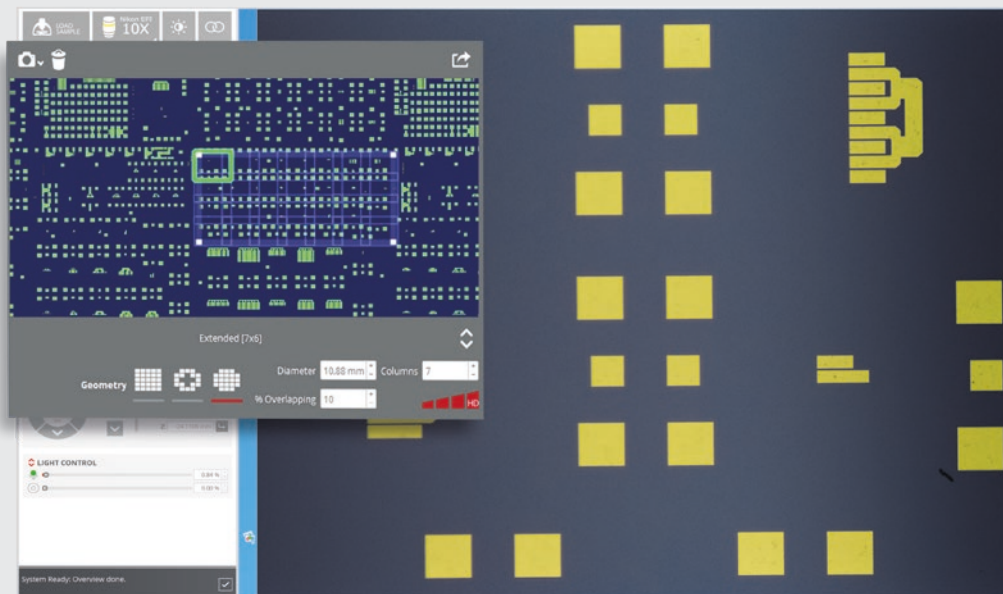 LOAD
SAMPLE
Nikon EPI
10X
Extended [7x6]
Geometry
Diameter 10.88 mm Columns 7
% Overlapping 10
HD
LIGHT CONTROL
0.84 %
0.00 %
System Ready: Overview done.